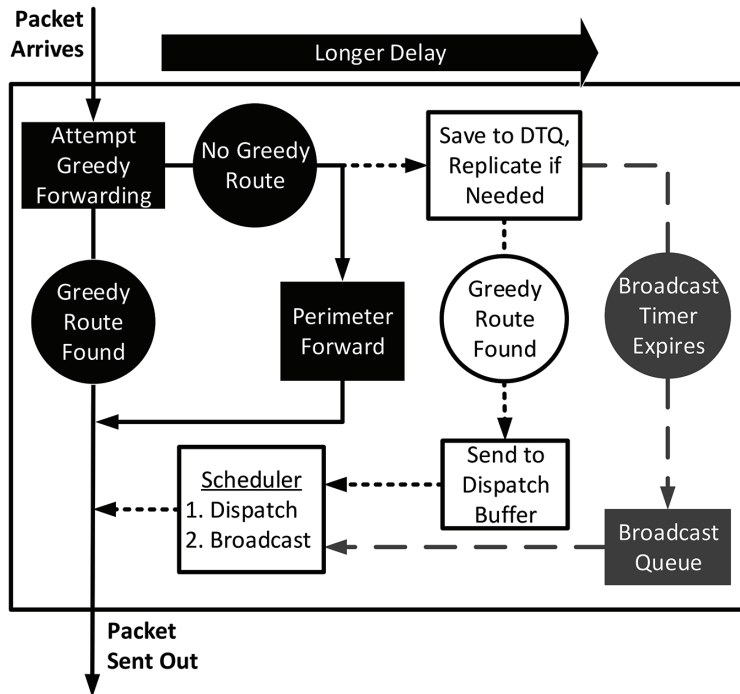 Packet
Arrives
Longer Delay
Attempt
Greedy
Forwarding
No Greedy
Route
Save to DTQ,
Replicate if
Needed
Greedy
Route
Found
Perimeter
Forward
Greedy
Route
Found
Broadcast
Timer
Expires
Scheduler
1. Dispatch
2. Broadcast
Send to
Dispatch
Buffer
Broadcast
Queue
Packet
Sent Out